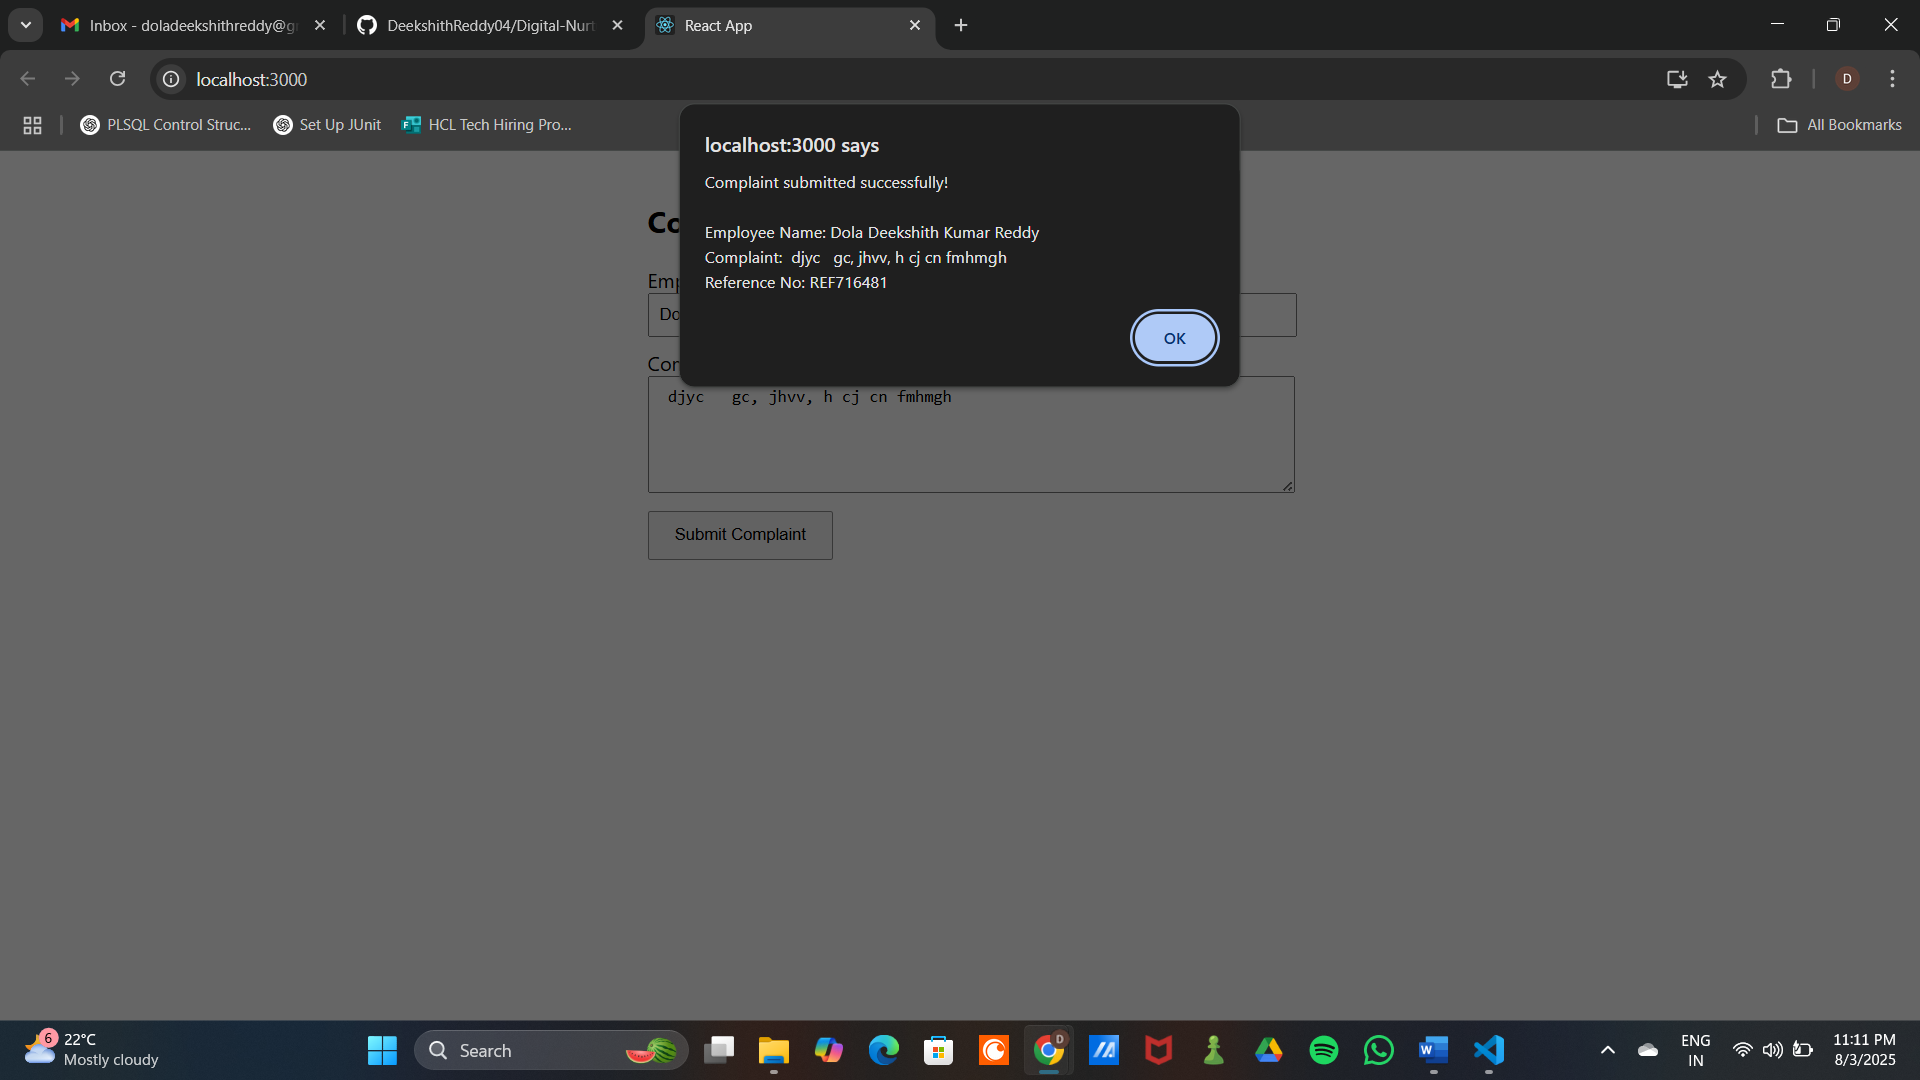 Inbox - doladeekshithreddy@g
DeekshithReddy04/Digital-Nurt
React App
localhost:3000
D
PLSQL Control Struc...
Set Up JUnit
HCL Tech Hiring Pro...
All Bookmarks
localhost:3000 says
Complaint submitted successfully!
Employee Name: Dola Deekshith Kumar Reddy
Complaint:  djyc   gc, jhvv, h cj cn fmhmgh
Reference No: REF716481
OK
Co
Emp
Do
Con
djyc   gc, jhvv, h cj cn fmhmgh
Submit Complaint
6
22°C
Mostly cloudy
Search
D
ENG
IN
11:11 PM
8/3/2025